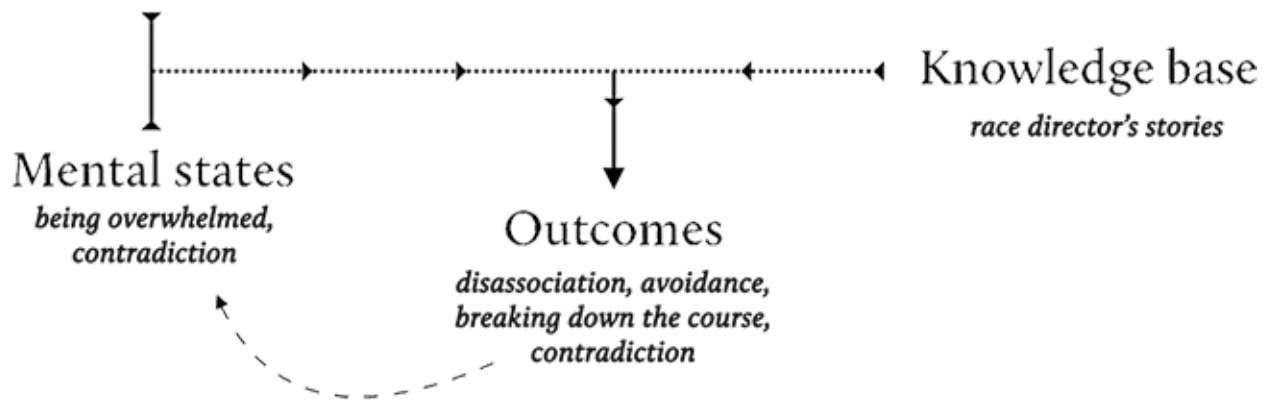 Knowledge base
race director's stories
Mental states
being overwhelmed,
contradiction
Outcomes
disassociation, avoidance,
breaking down the course,
contradiction